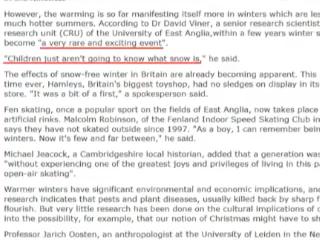 However, the warming is so far manifesting itself more in winters which are les
much hotter summers. According to Dr David Viner, a senior research scientist
research unit (CRU) of the University of East Anglia,within a few years winter s
become "a very rare and exciting event".
"Children just aren't going to know what snow is," he said.
The effects of snow-free winter in Britain are already becoming apparent. This
time ever, Hamleys, Britain's biggest toyshop, had no sledges on display in its
store. "It was a bit of a first," a spokesperson said.
Fen skating, once a popular sport on the fields of East Anglia, now takes place
artificial rinks. Malcolm Robinson, of the Fenland Indoor Speed Skating Club in
says they have not skated outside since 1997. "As a boy, I can remember bein
winters. Now it's few and far between," he said.
Michael Jeacock, a Cambridgeshire local historian, added that a generation was
"without experiencing one of the greatest joys and privileges of living in this pa
open-air skating".
Warmer winters have significant environmental and economic implications, an
research indicates that pests and plant diseases, usually killed back by sharp f
flourish. But very little research has been done on the cultural implications of c
into the possibility, for example, that our notion of Christmas might have to sh
Professor Jarich Oosten, an anthropologist at the University of Leiden in the Ne